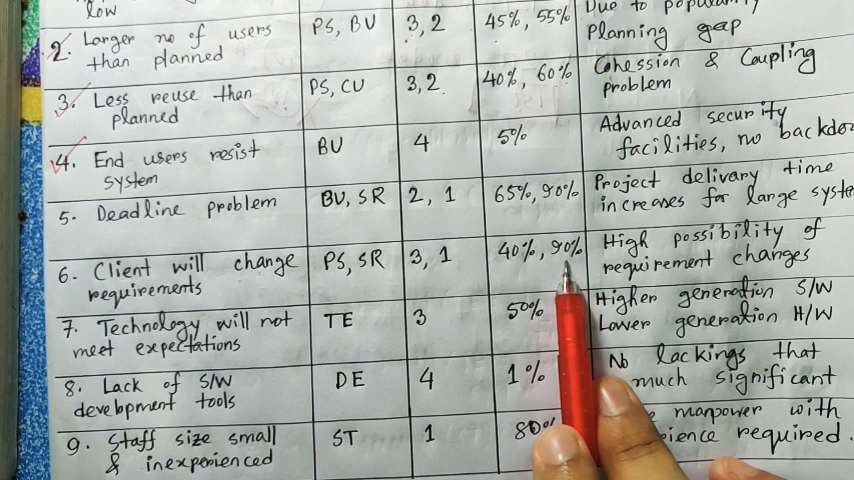 low
Due to popularity
2. Larger no of users
than planned
PS, BU
3, 2
45%, 55%
Planning gap
3. Less reuse than
planned
PS, CU
3, 2
40%, 60%
Cohession & Coupling
problem
4. End users resist
system
BU
4
5%
Advanced security
facilities, no backdoo
5. Deadline problem
BU, SR
2, 1
65%, 90%
Project delivary time
increases for large syste
6. Client will change
requirements
PS, SR
3, 1
40%, 90%
High possibility of
requirement changes
7. Technology will not
meet expectations
TE
3
50%
Higher generation S/W
Lower generation H/W
8. Lack of S/W
development tools
DE
4
1%
No lackings that
much significant
9. Staff size small
& inexperienced
ST
1
80%
manpower with
required.